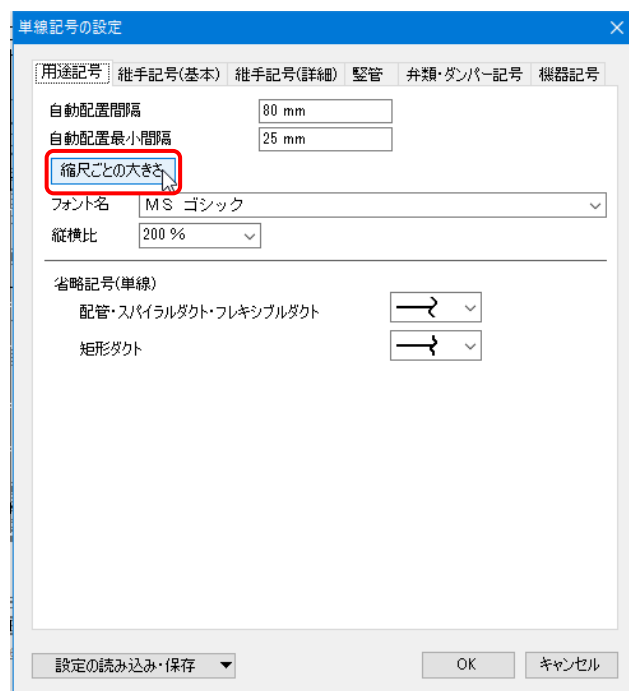 単線記号の設定
用途記号 継手記号(基本) 継手記号(詳細) 竪管 弁類・ダンパー記号 機器記号
自動配置間隔 80 mm
自動配置最小間隔 25 mm
縮尺ごとの大きさ
フォント名 MS ゴシック
縦横比 200 %
省略記号(単線)
配管・スパイラルダクト・フレキシブルダクト
矩形ダクト
設定の読み込み・保存 OK キャンセル